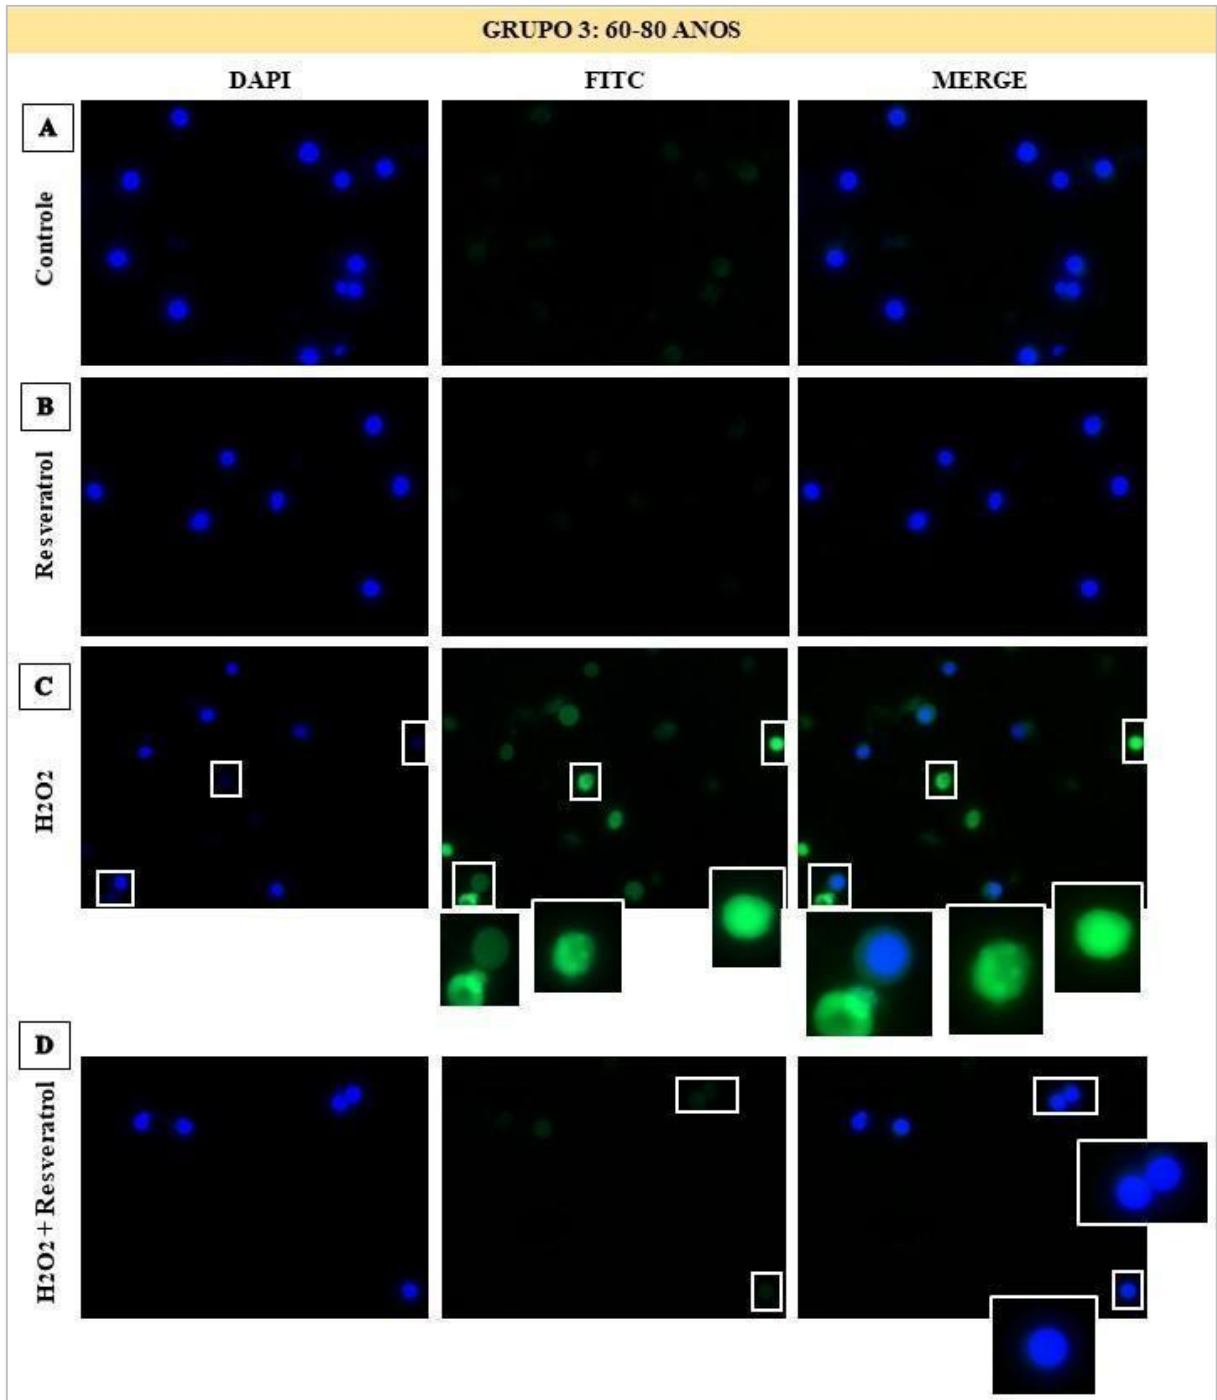 GRUPO 3: 60-80 ANOS
DAPI FITC MERGE
A
Controle
B
Resveratrol
C
H2O2
D
H2O2 + Resveratrol